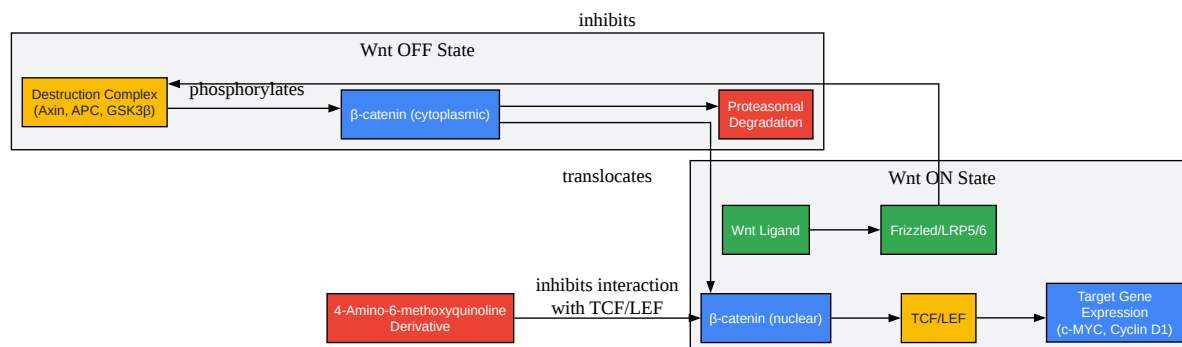 inhibits
Wnt OFF State
Destruction Complex
(Axin, APC, GSK3β)
phosphorylates
β-catenin (cytoplasmic)
Proteasomal
Degradation
translocates
Wnt ON State
Wnt Ligand
Frizzled/LRP5/6
4-Amino-6-methoxyquinoline
Derivative
inhibits interaction
with TCF/LEF
β-catenin (nuclear)
TCF/LEF
Target Gene
Expression
(c-MYC, Cyclin D1)